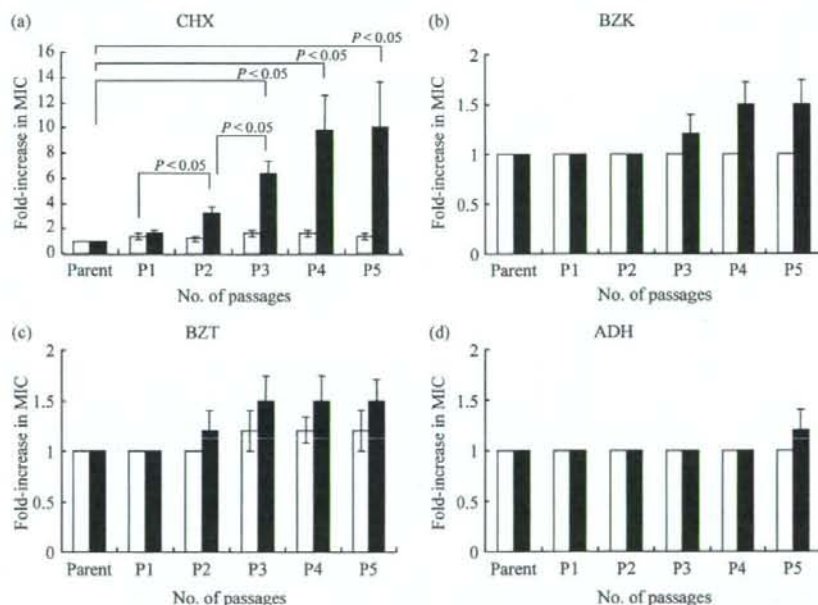 (a) CHX
Fold-increase in MIC
16
14
12
10
8
6
4
2
0
P < 0.05
P < 0.05
P < 0.05
P < 0.05
P < 0.05
Parent P1 P2 P3 P4 P5
No. of passages
(b) BZK
Fold-increase in MIC
2
1.5
1
0.5
0
Parent P1 P2 P3 P4 P5
No. of passages
(c) BZT
Fold-increase in MIC
2
1.5
1
0.5
0
Parent P1 P2 P3 P4 P5
No. of passages
(d) ADH
Fold-increase in MIC
2
1.5
1
0.5
0
Parent P1 P2 P3 P4 P5
No. of passages